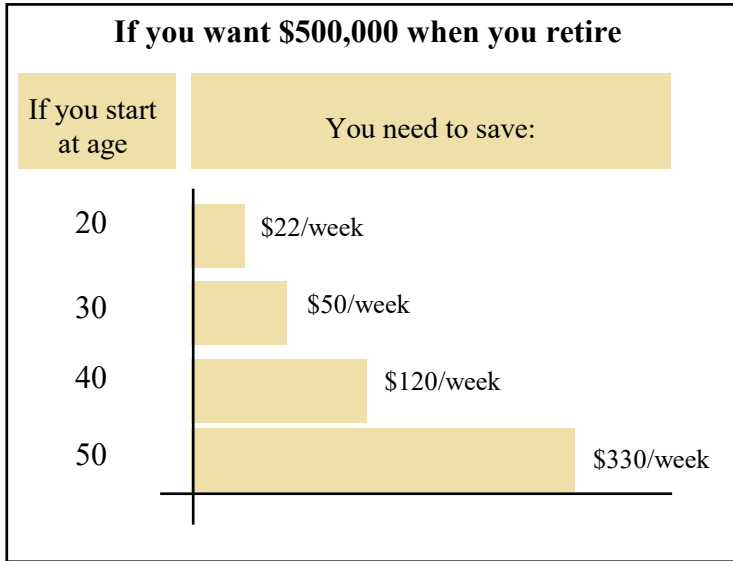 If you want $500,000 when you retire
If you start
at age
You need to save:
20
$22/week
30
$50/week
40
$120/week
50
$330/week